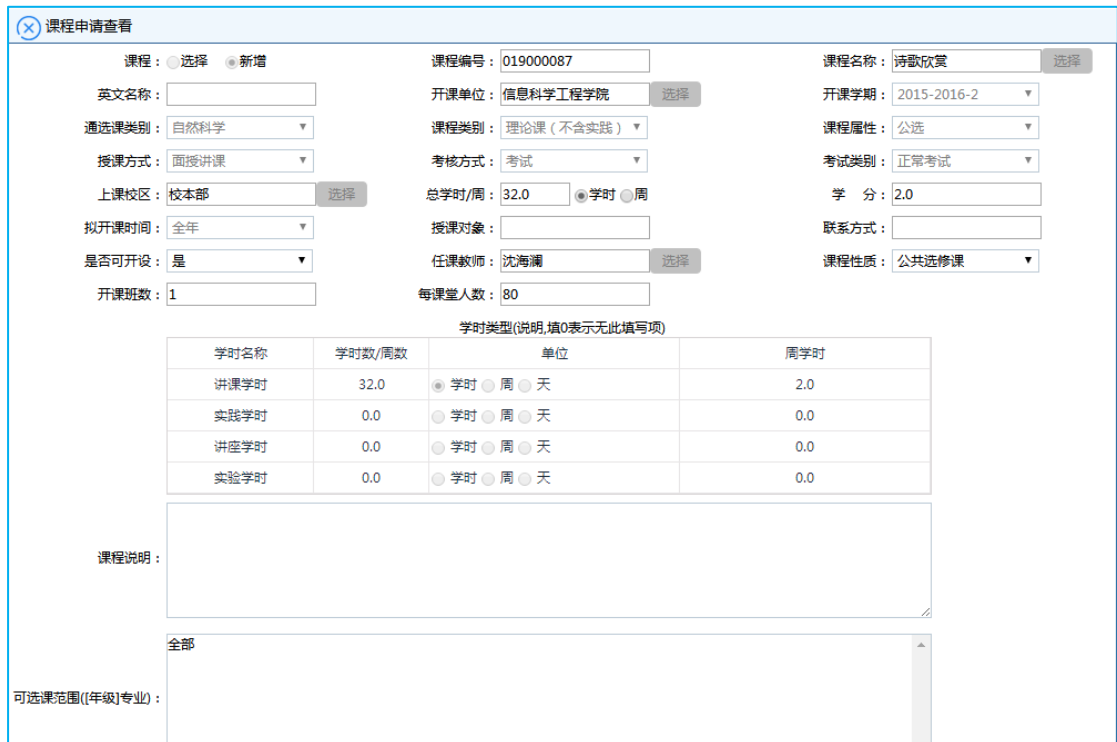 课程申请查看
课程： 选择 新增 课程编号：019000087 课程名称：诗歌欣赏 选择
英文名称： 开课单位：信息科学工程学院 选择 开课学期：2015-2016-2
通选课类别：自然科学 课程类别：理论课（不含实践） 课程属性：公选
授课方式：面授讲课 考核方式：考试 考试类别：正常考试
上课校区：校本部 选择 总学时/周：32.0 学时 周 学 分：2.0
拟开课时间：全年 授课对象： 联系方式：
是否可开设：是 任课教师：沈海澜 选择 课程性质：公共选修课
开课班数：1 每课堂人数：80
学时类型(说明,填0表示无此填写项)
学时名称 学时数/周数 单位 周学时
讲课学时 32.0 学时 周 天 2.0
实践学时 0.0 学时 周 天 0.0
讲座学时 0.0 学时 周 天 0.0
实验学时 0.0 学时 周 天 0.0
课程说明：
全部
可选课范围([年级]专业)：